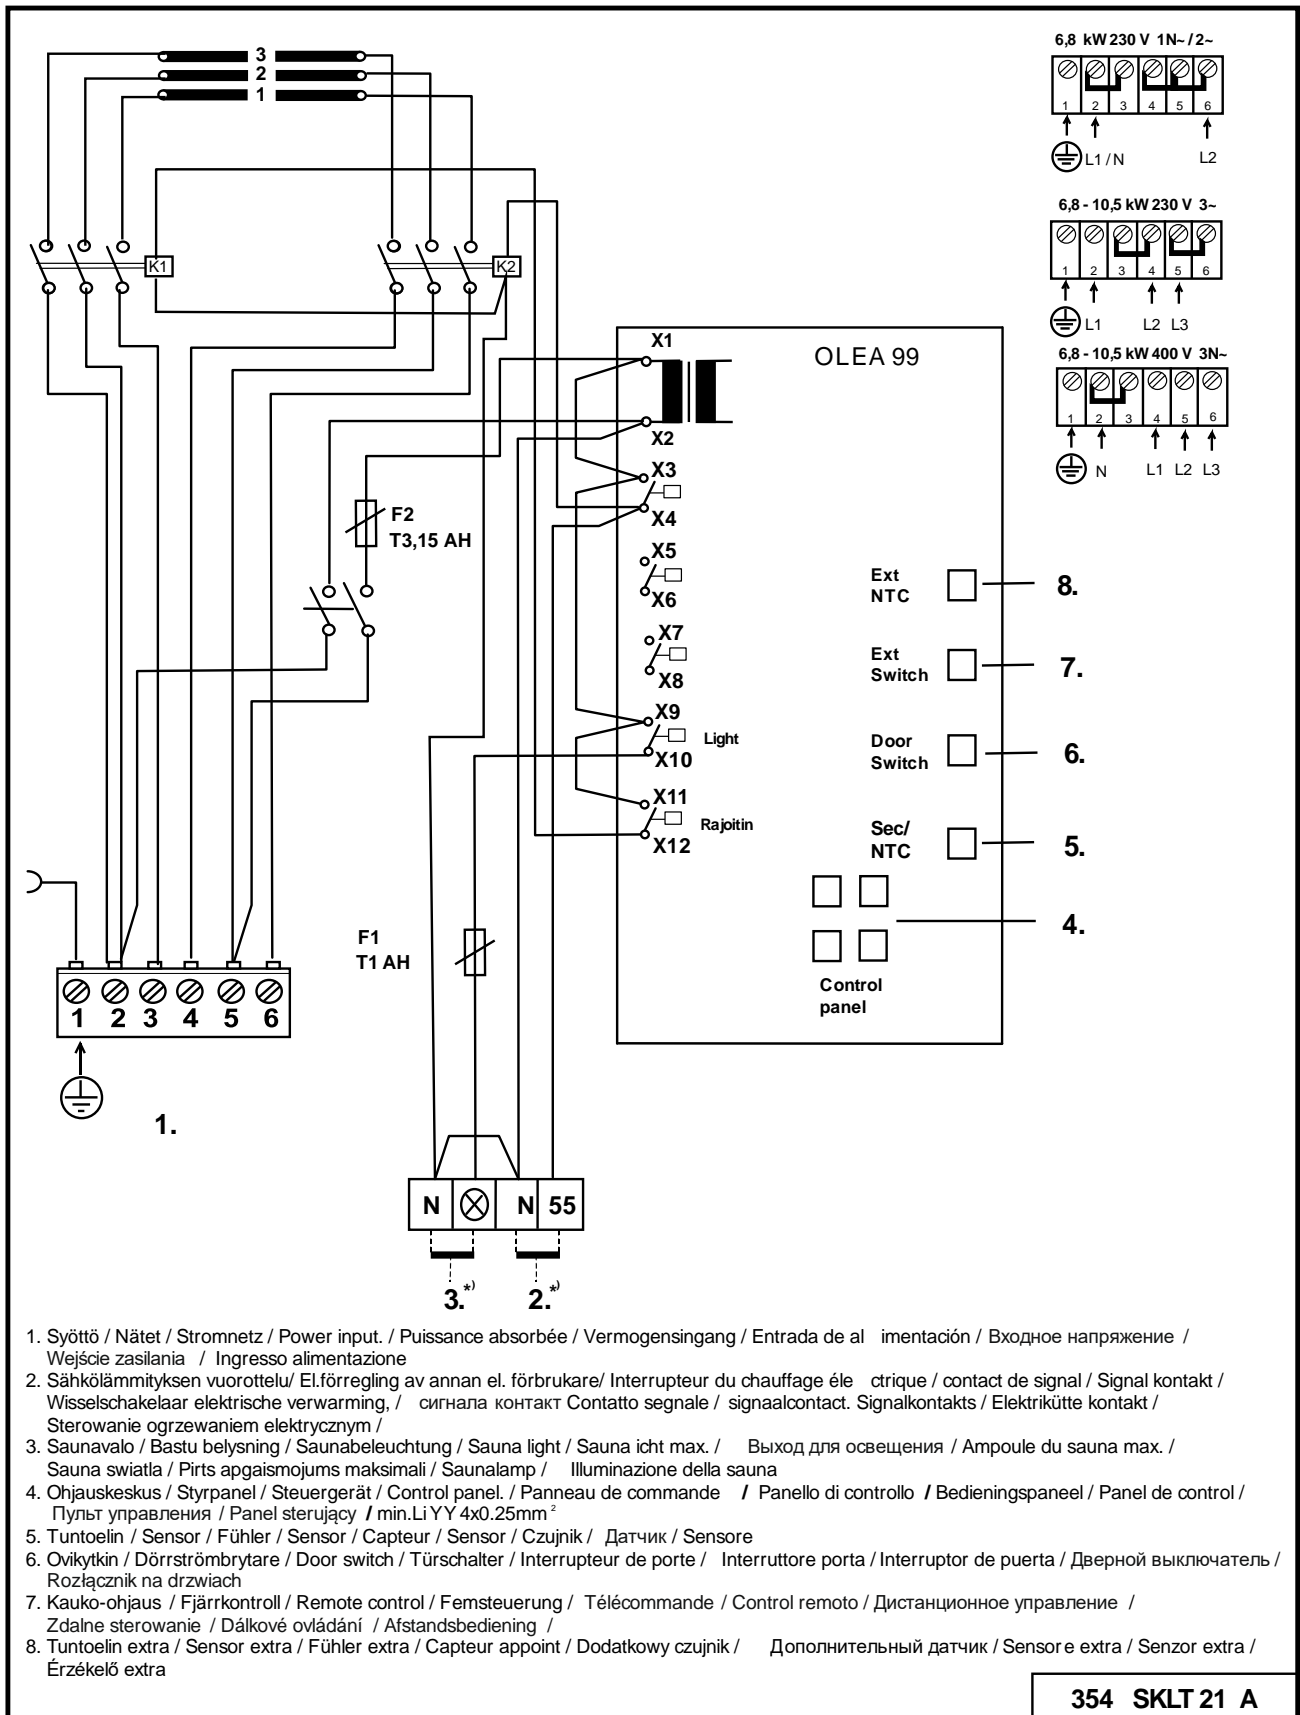 3
2
1
K1
K2
6,8 kW 230 V 1N~ / 2~
1 2 3 4 5 6
L1 / N L2
6,8 - 10,5 kW 230 V 3~
1 2 3 4 5 6
L1 L2 L3
6,8 - 10,5 kW 400 V 3N~
1 2 3 4 5 6
N L1 L2 L3
OLEA 99
X1
X2
X3
X4
X5
X6
X7
X8
X9
Light
X10
X11
Rajoitin
X12
F2
T3,15 AH
Ext
NTC
8.
Ext
Switch
7.
Door
Switch
6.
Sec/
NTC
5.
4.
Control
panel
F1
T1 AH
1 2 3 4 5 6
1.
N N 55
3.*) 2.*)
1. Syöttö / Nätet / Stromnetz / Power input. / Puissance absorbée / Vermogensingang / Entrada de al imentación / Входное напряжение /
Wejście zasilania / Ingresso alimentazione
2. Sähkölämmityksen vuorottelu/ El.förregling av annan el. förbrukare/ Interrupteur du chauffage éle ctrique / contact de signal / Signal kontakt /
Wisselschakelaar elektrische verwarming, / сигнала контакт Contatto segnale / signaalcontact. Signalkontakts / Elektrikütte kontakt /
Sterowanie ogrzewaniem elektrycznym /
3. Saunavalo / Bastu belysning / Saunabeleuchtung / Sauna light / Sauna icht max. / Выход для освещения / Ampoule du sauna max. /
Sauna swiatla / Pirts apgaismojums maksimali / Saunalamp / Illuminazione della sauna
4. Ohjauskeskus / Styrpanel / Steuergerät / Control panel. / Panneau de commande / Panello di controllo / Bedieningspaneel / Panel de control /
Пульт управления / Panel sterujący / min.LiYY 4x0.25mm²
5. Tuntoelin / Sensor / Fühler / Sensor / Capteur / Sensor / Czujnik / Датчик / Sensore
6. Ovikytkin / Dörrströmbrytare / Door switch / Türschalter / Interrupteur de porte / Interruttore porta / Interruptor de puerta / Дверной выключатель /
Rozłącznik na drzwiach
7. Kauko-ohjaus / Fjärrkontroll / Remote control / Femsteuerung / Télécommande / Control remoto / Дистанционное управление /
Zdalne sterowanie / Dálkové ovládání / Afstandsbediening /
8. Tuntoelin extra / Sensor extra / Fühler extra / Capteur appoint / Dodatkowy czujnik / Дополнительный датчик / Sensore extra / Senzor extra /
Érzékelő extra
354 SKLT 21 A